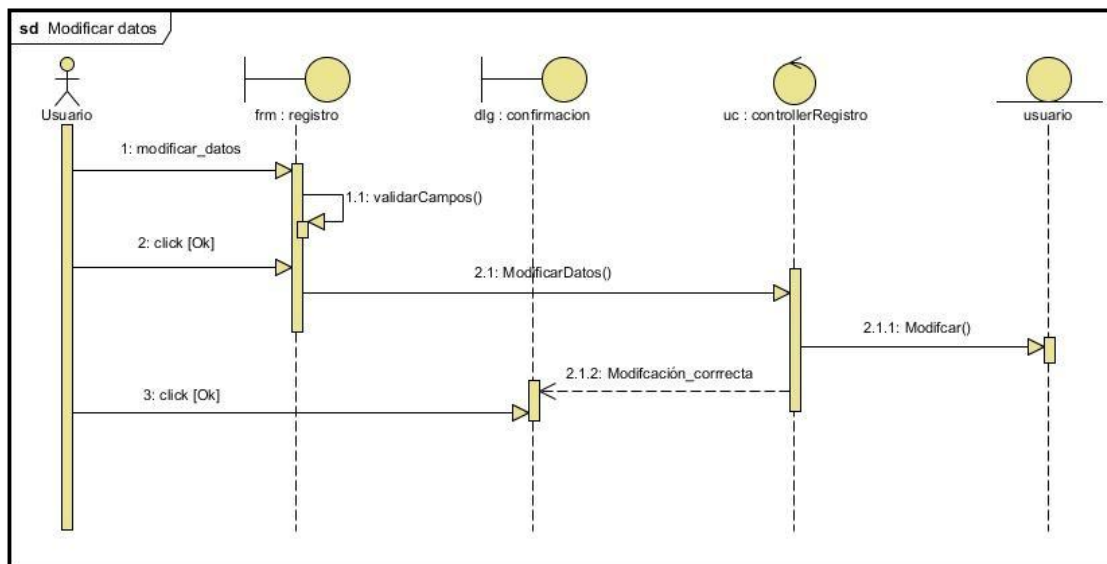 sd Modificar datos
Usuario
frm : registro
dlg : confirmacion
uc : controllerRegistro
usuario
1: modificar_datos
1.1: validarCampos()
2: click [Ok]
2.1: ModificarDatos()
2.1.1: Modifcar()
2.1.2: Modifcación_corrrecta
3: click [Ok]